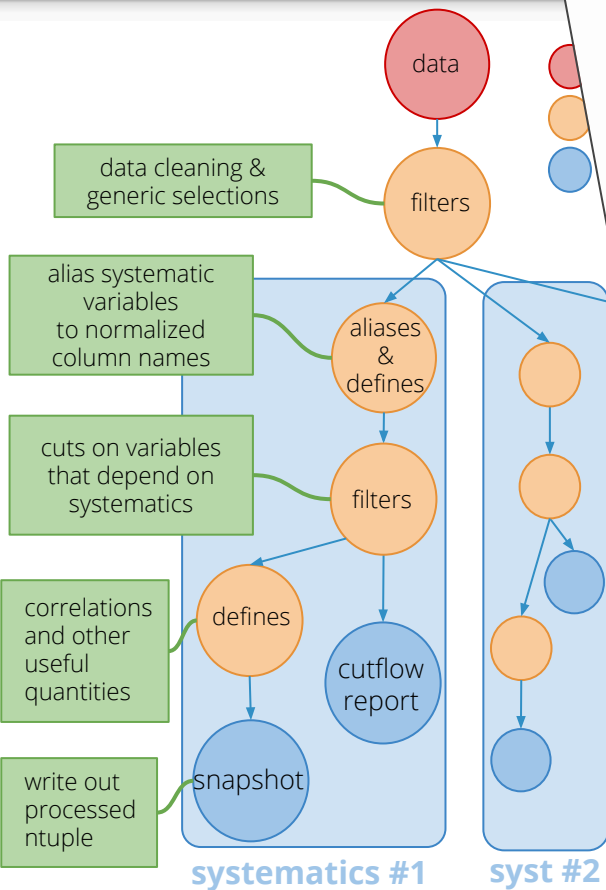 data
data cleaning &
generic selections
filters
alias systematic
variables
to normalized
column names
aliases
&
defines
cuts on variables
that depend on
systematics
filters
correlations
and other
useful
quantities
defines
cutflow
report
write out
processed
ntuple
snapshot
systematics #1
syst #2